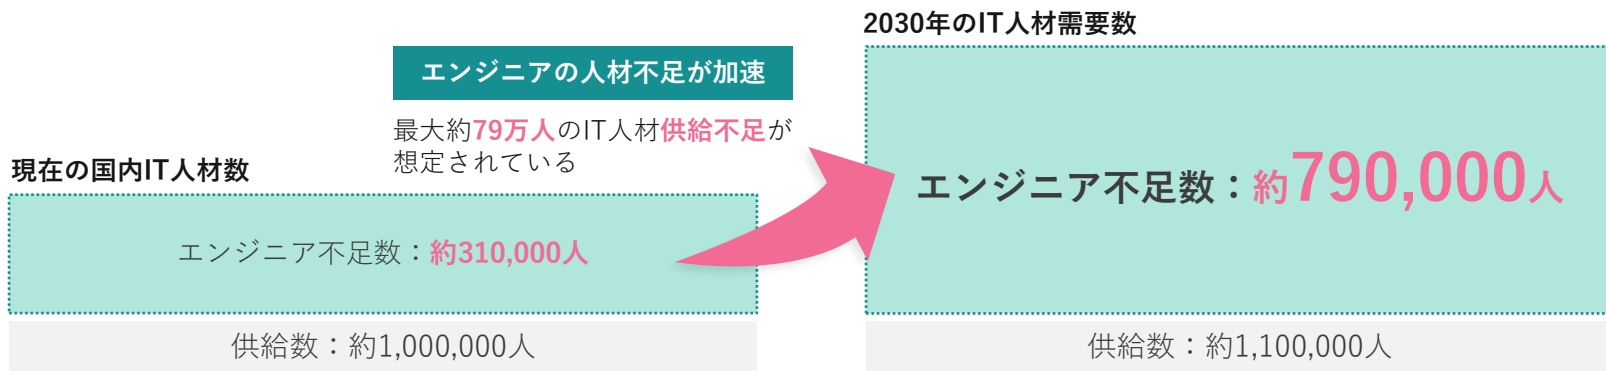 現在の国内IT人材数
エンジニア不足数：約310,000人
供給数：約1,000,000人
エンジニアの人材不足が加速
最大約79万人のIT人材供給不足が
想定されている
2030年のIT人材需要数
エンジニア不足数：約790,000人
供給数：約1,100,000人